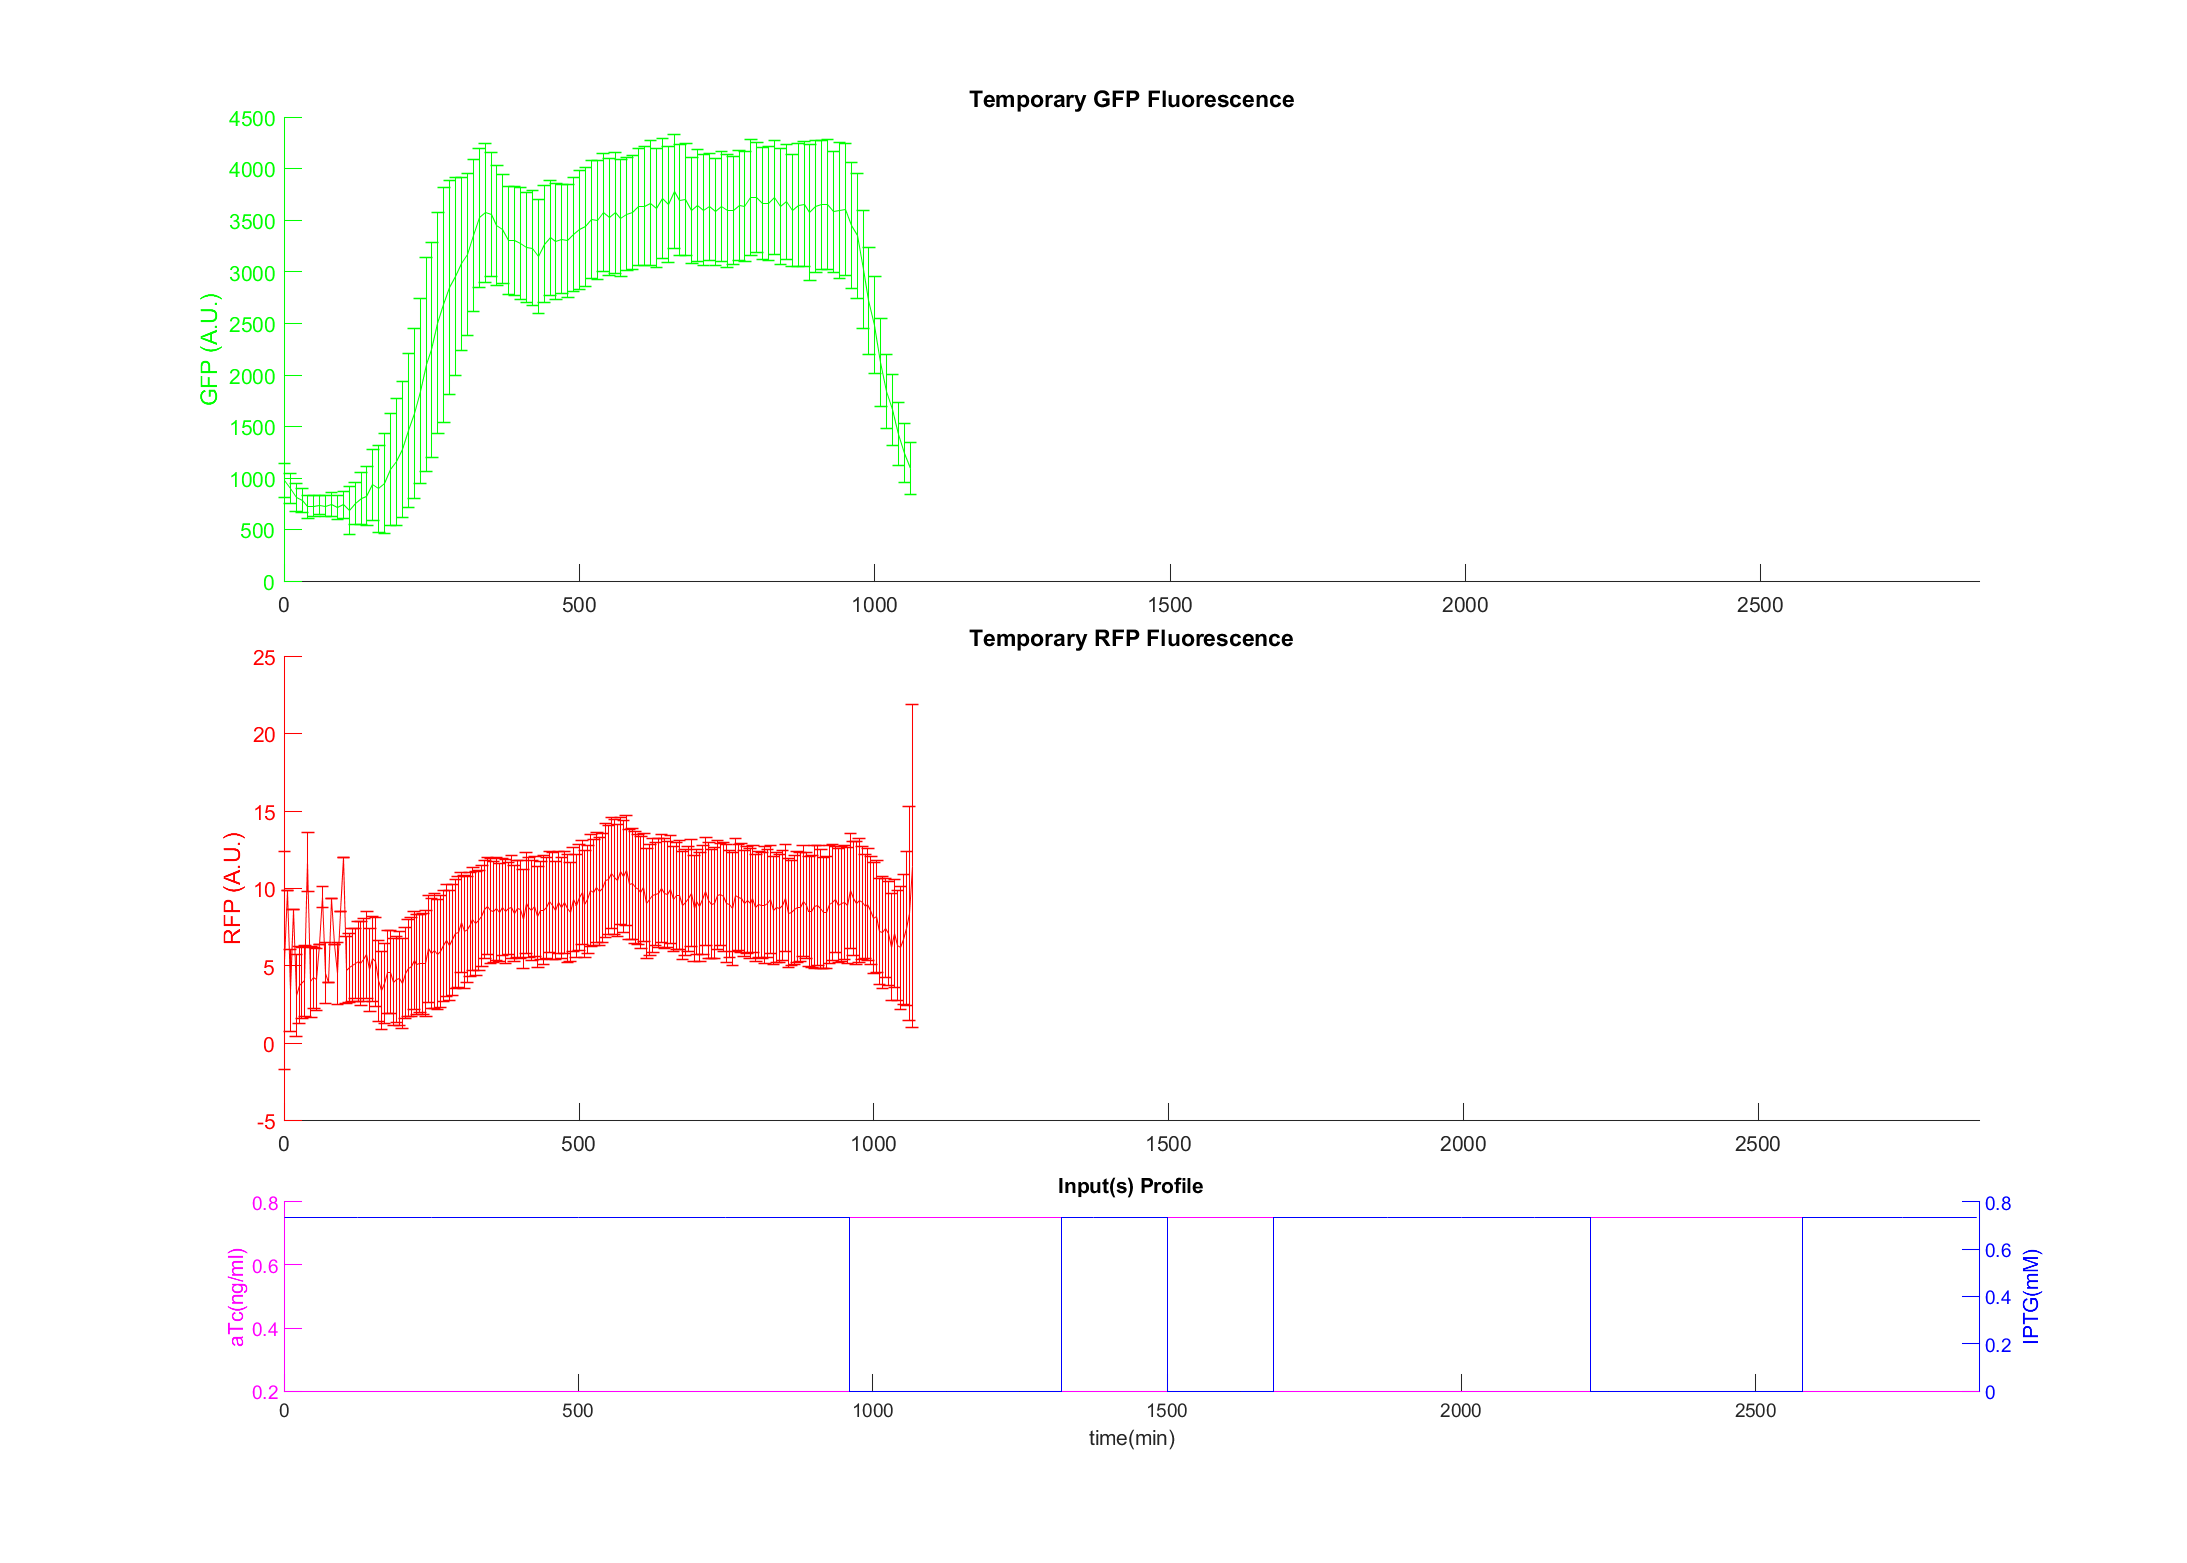 Temporary GFP Fluorescence
GFP (A.U.)
4500
4000
3500
3000
2500
2000
1500
1000
500
0
0 500 1000 1500 2000 2500
Temporary RFP Fluorescence
RFP (A.U.)
25
20
15
10
5
0
-5
0 500 1000 1500 2000 2500
Input(s) Profile
aTc(ng/ml)
0.8
0.6
0.4
0.2
0.8
0.6
0.4
0.2
0
IPTG(mM)
0 500 1000 1500 2000 2500
time(min)